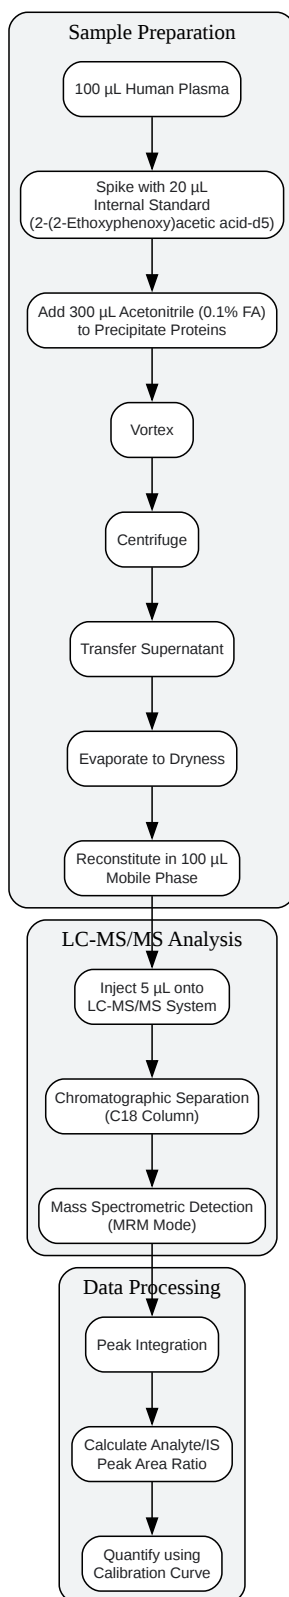 Sample Preparation
100 µL Human Plasma
Spike with 20 µL
Internal Standard
(2-(2-Ethoxyphenoxy)acetic acid-d5)
Add 300 µL Acetonitrile (0.1% FA)
to Precipitate Proteins
Vortex
Centrifuge
Transfer Supernatant
Evaporate to Dryness
Reconstitute in 100 µL
Mobile Phase
LC-MS/MS Analysis
Inject 5 µL onto
LC-MS/MS System
Chromatographic Separation
(C18 Column)
Mass Spectrometric Detection
(MRM Mode)
Data Processing
Peak Integration
Calculate Analyte/IS
Peak Area Ratio
Quantify using
Calibration Curve